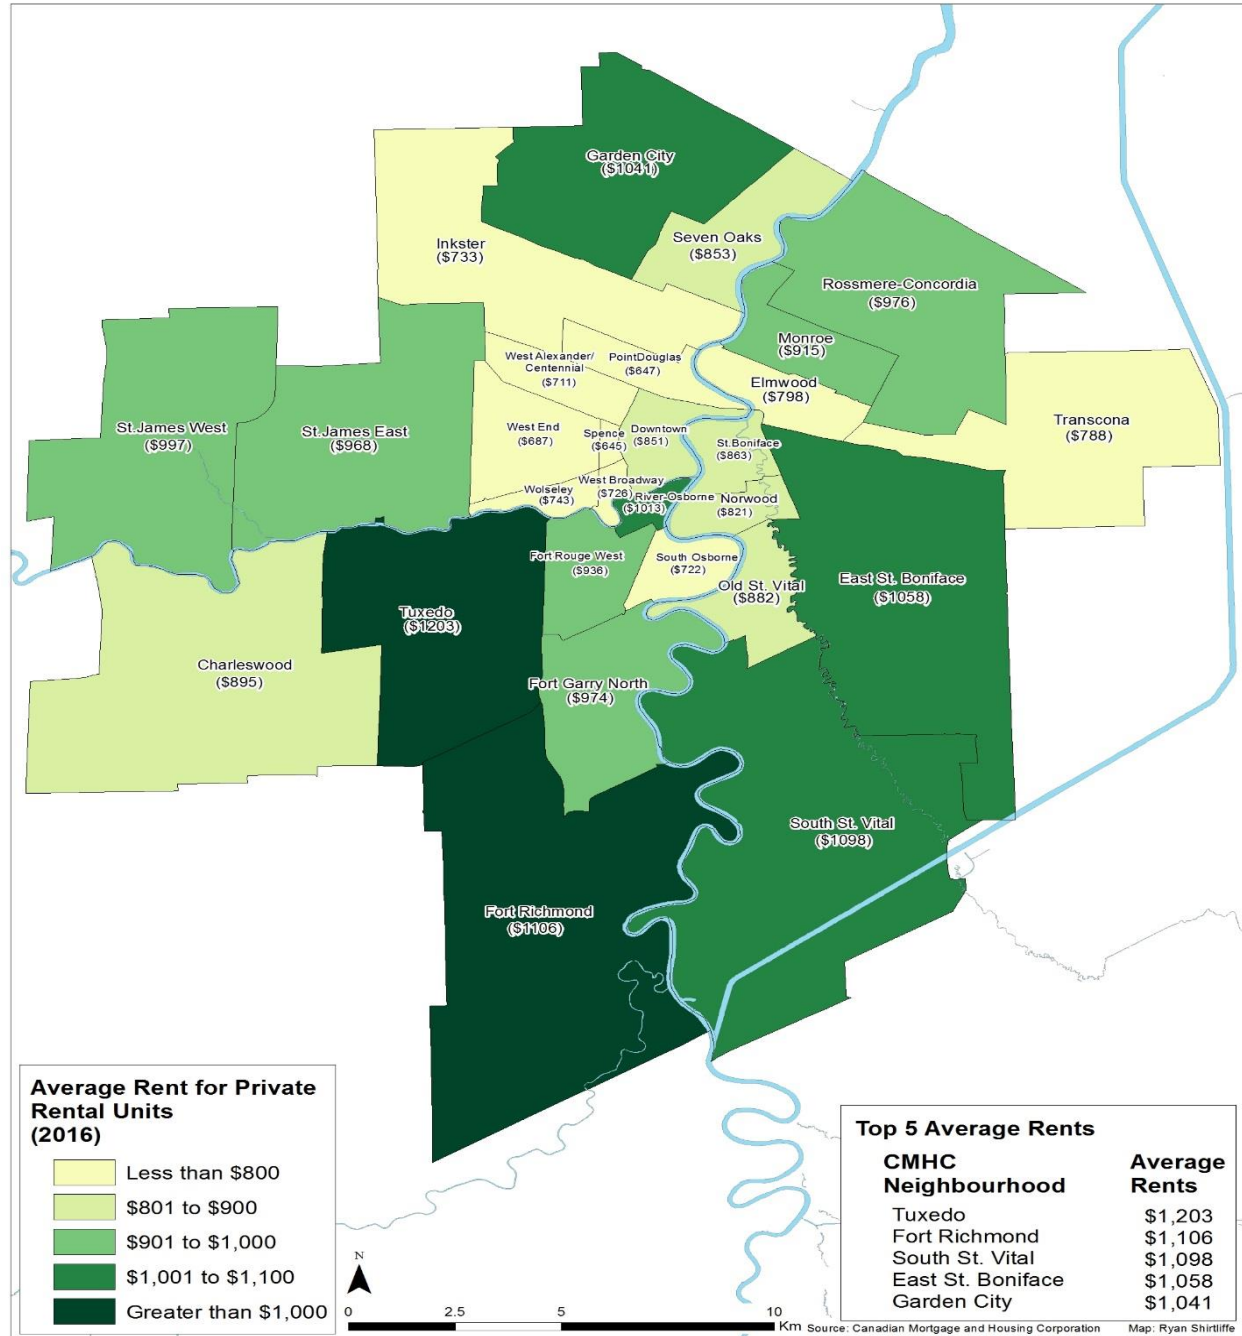 Garden City
($1041)
Inkster
($733)
Seven Oaks
($853)
Rossmere-Concordia
($976)
Monroe
($915)
West Alexander/
Centennial
($711)
PointDouglas
($647)
Elmwood
($798)
Transcona
($788)
St.James West
($997)
St.James East
($968)
West End
($687)
Spence
($645)
Downtown
($851)
St.Boniface
($863)
West Broadway
($726)
Wolseley
($743)
River-Osborne
($1013)
Norwood
($821)
Fort Rouge West
($936)
South Osborne
($722)
Old St. Vital
($882)
East St. Boniface
($1058)
Tuxedo
($1203)
Charleswood
($895)
Fort Garry North
($974)
South St. Vital
($1098)
Fort Richmond
($1106)
Average Rent for Private
Rental Units
(2016)
Less than $800
$801 to $900
$901 to $1,000
$1,001 to $1,100
Greater than $1,000
N
0 2.5 5 10
Km
Top 5 Average Rents
CMHC Average
Neighbourhood Rents
Tuxedo $1,203
Fort Richmond $1,106
South St. Vital $1,098
East St. Boniface $1,058
Garden City $1,041
Source: Canadian Mortgage and Housing Corporation Map: Ryan Shirtliffe